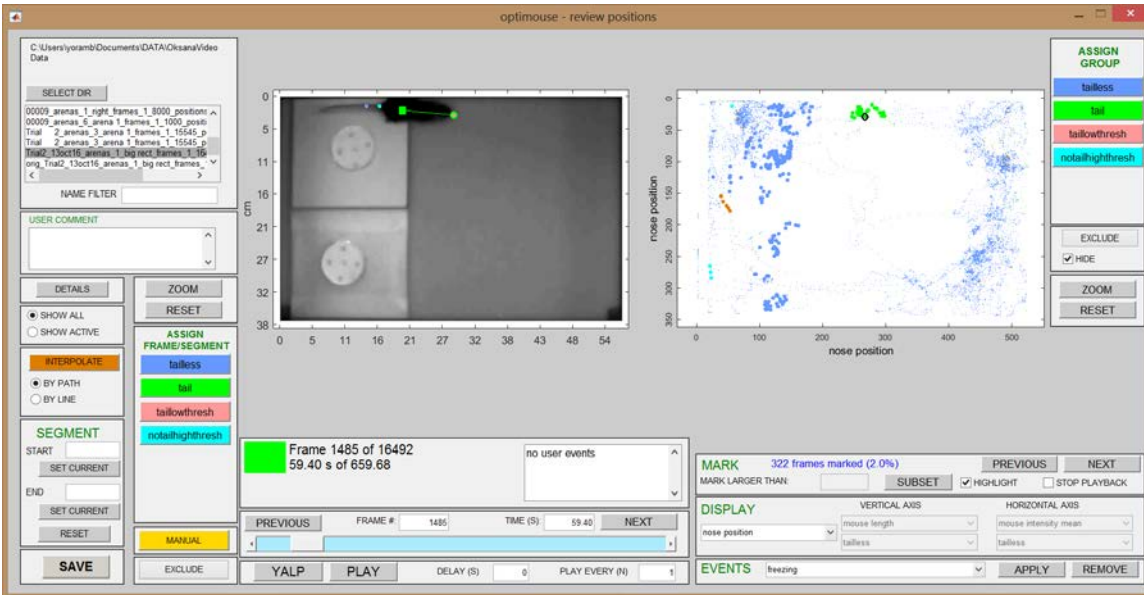 optimouse - review positions
C:\Users\yoramb\Documents\DATA\OksanaVideo
Data
SELECT DIR
00009_arenas_1_right_frames_1_8000_positions
00009_arenas_6_arena 1_frames_1_1000_positi
Trial 2_arenas_3_arena 1_frames_1_15545_p
Trial 2_arenas_3_arena 1_frames_1_15545_p
Trial2_13oct16_arenas_1_big rect_frames_1_16
orig_Trial2_13oct16_arenas_1_big rect_frames_
NAME FILTER
USER COMMENT
DETAILS
SHOW ALL
SHOW ACTIVE
INTERPOLATE
BY PATH
BY LINE
SEGMENT
START
SET CURRENT
END
SET CURRENT
RESET
SAVE
ZOOM
RESET
ASSIGN
FRAME/SEGMENT
tailless
tail
taillowthresh
notailhighthresh
MANUAL
EXCLUDE
cm
0
5
11
16
21
27
32
38
0 5 11 16 21 27 32 38 43 48 54
nose position
0
50
100
150
200
250
300
350
0 100 200 300 400 500
nose position
ASSIGN
GROUP
tailless
tail
taillowthresh
notailhighthresh
EXCLUDE
HIDE
ZOOM
RESET
Frame 1485 of 16492
59.40 s of 659.68
no user events
PREVIOUS FRAME #: 1485 TIME (S): 59.40 NEXT
YALP PLAY DELAY (S) 0 PLAY EVERY (N) 1
MARK 322 frames marked (2.0%) PREVIOUS NEXT
MARK LARGER THAN: SUBSET HIGHLIGHT STOP PLAYBACK
DISPLAY VERTICAL AXIS HORIZONTAL AXIS
nose position mouse length mouse intensity mean
tailless tailless
EVENTS freezing APPLY REMOVE